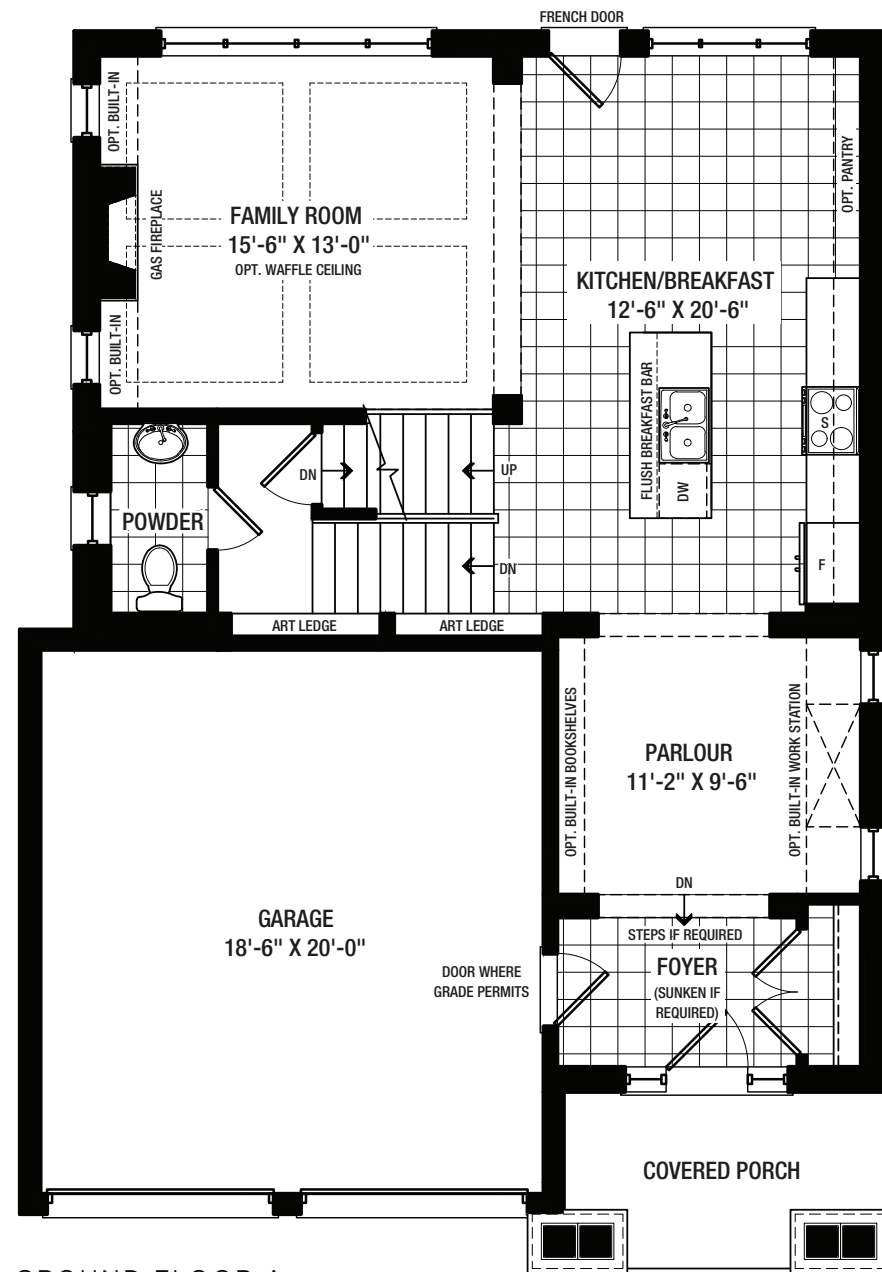 FRENCH DOOR
OPT. BUILT-IN
GAS FIREPLACE
OPT. BUILT-IN
FAMILY ROOM
15'-6" X 13'-0"
OPT. WAFFLE CEILING
OPT. PANTRY
KITCHEN/BREAKFAST
12'-6" X 20'-6"
FLUSH BREAKFAST BAR
DW
S
F
DN
UP
DN
POWDER
ART LEDGE
ART LEDGE
OPT. BUILT-IN BOOKSHELVES
PARLOUR
11'-2" X 9'-6"
OPT. BUILT-IN WORK STATION
DN
STEPS IF REQUIRED
FOYER
(SUNKEN IF
REQUIRED)
GARAGE
18'-6" X 20'-0"
DOOR WHERE
GRADE PERMITS
COVERED PORCH
GROUND FLOOR A